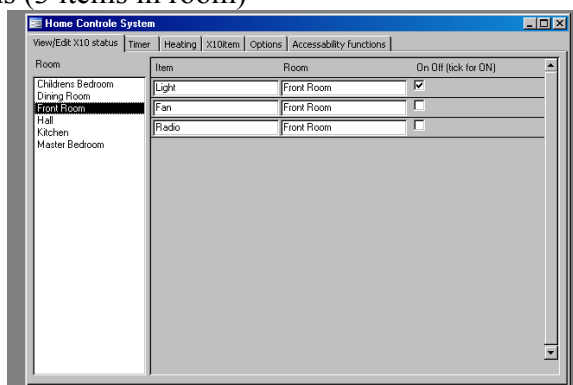 s (3 items in room)
Home Controle System
View/Edit X10 status Timer Heating X10Item Options Accessability functions
Room Item Room On Off (tick for ON)
Childrens Bedroom
Dining Room
Front Room
Hall
Kitchen
Master Bedroom
Light Front Room
Fan Front Room
Radio Front Room